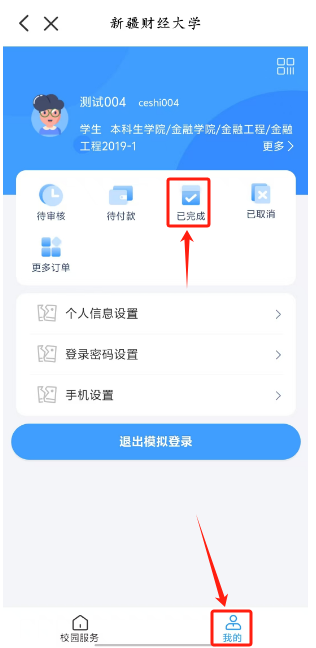 新疆财经大学
测试004 ceshi004
学生 本科生学院/金融学院/金融工程/金融
工程2019-1
更多
待审核 待付款 已完成 已取消
更多订单
个人信息设置
登录密码设置
手机设置
退出模拟登录
校园服务 我的